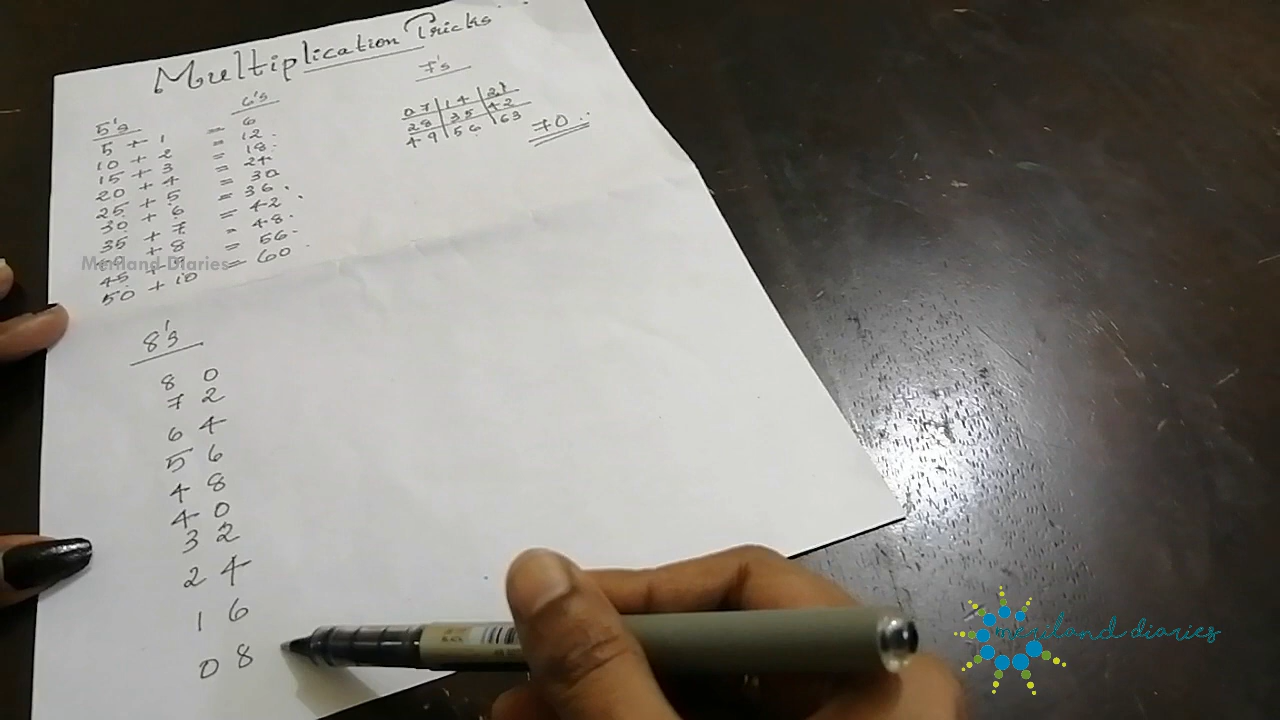 Multiplication Tricks
5's 6's
5 + 1 = 6
10 + 2 = 12
15 + 3 = 18
20 + 4 = 24
25 + 5 = 30
30 + 6 = 36
35 + 7 = 42
+ 8 = 48
45 + = 56
50 + 10 = 60
7's
07 14 21
28 35 42
49 56 63
70
8's
8 0
7 2
6 4
5 6
4 8
4 0
3 2
2 4
1 6
0 8
Meriland Diaries
meriland diaries